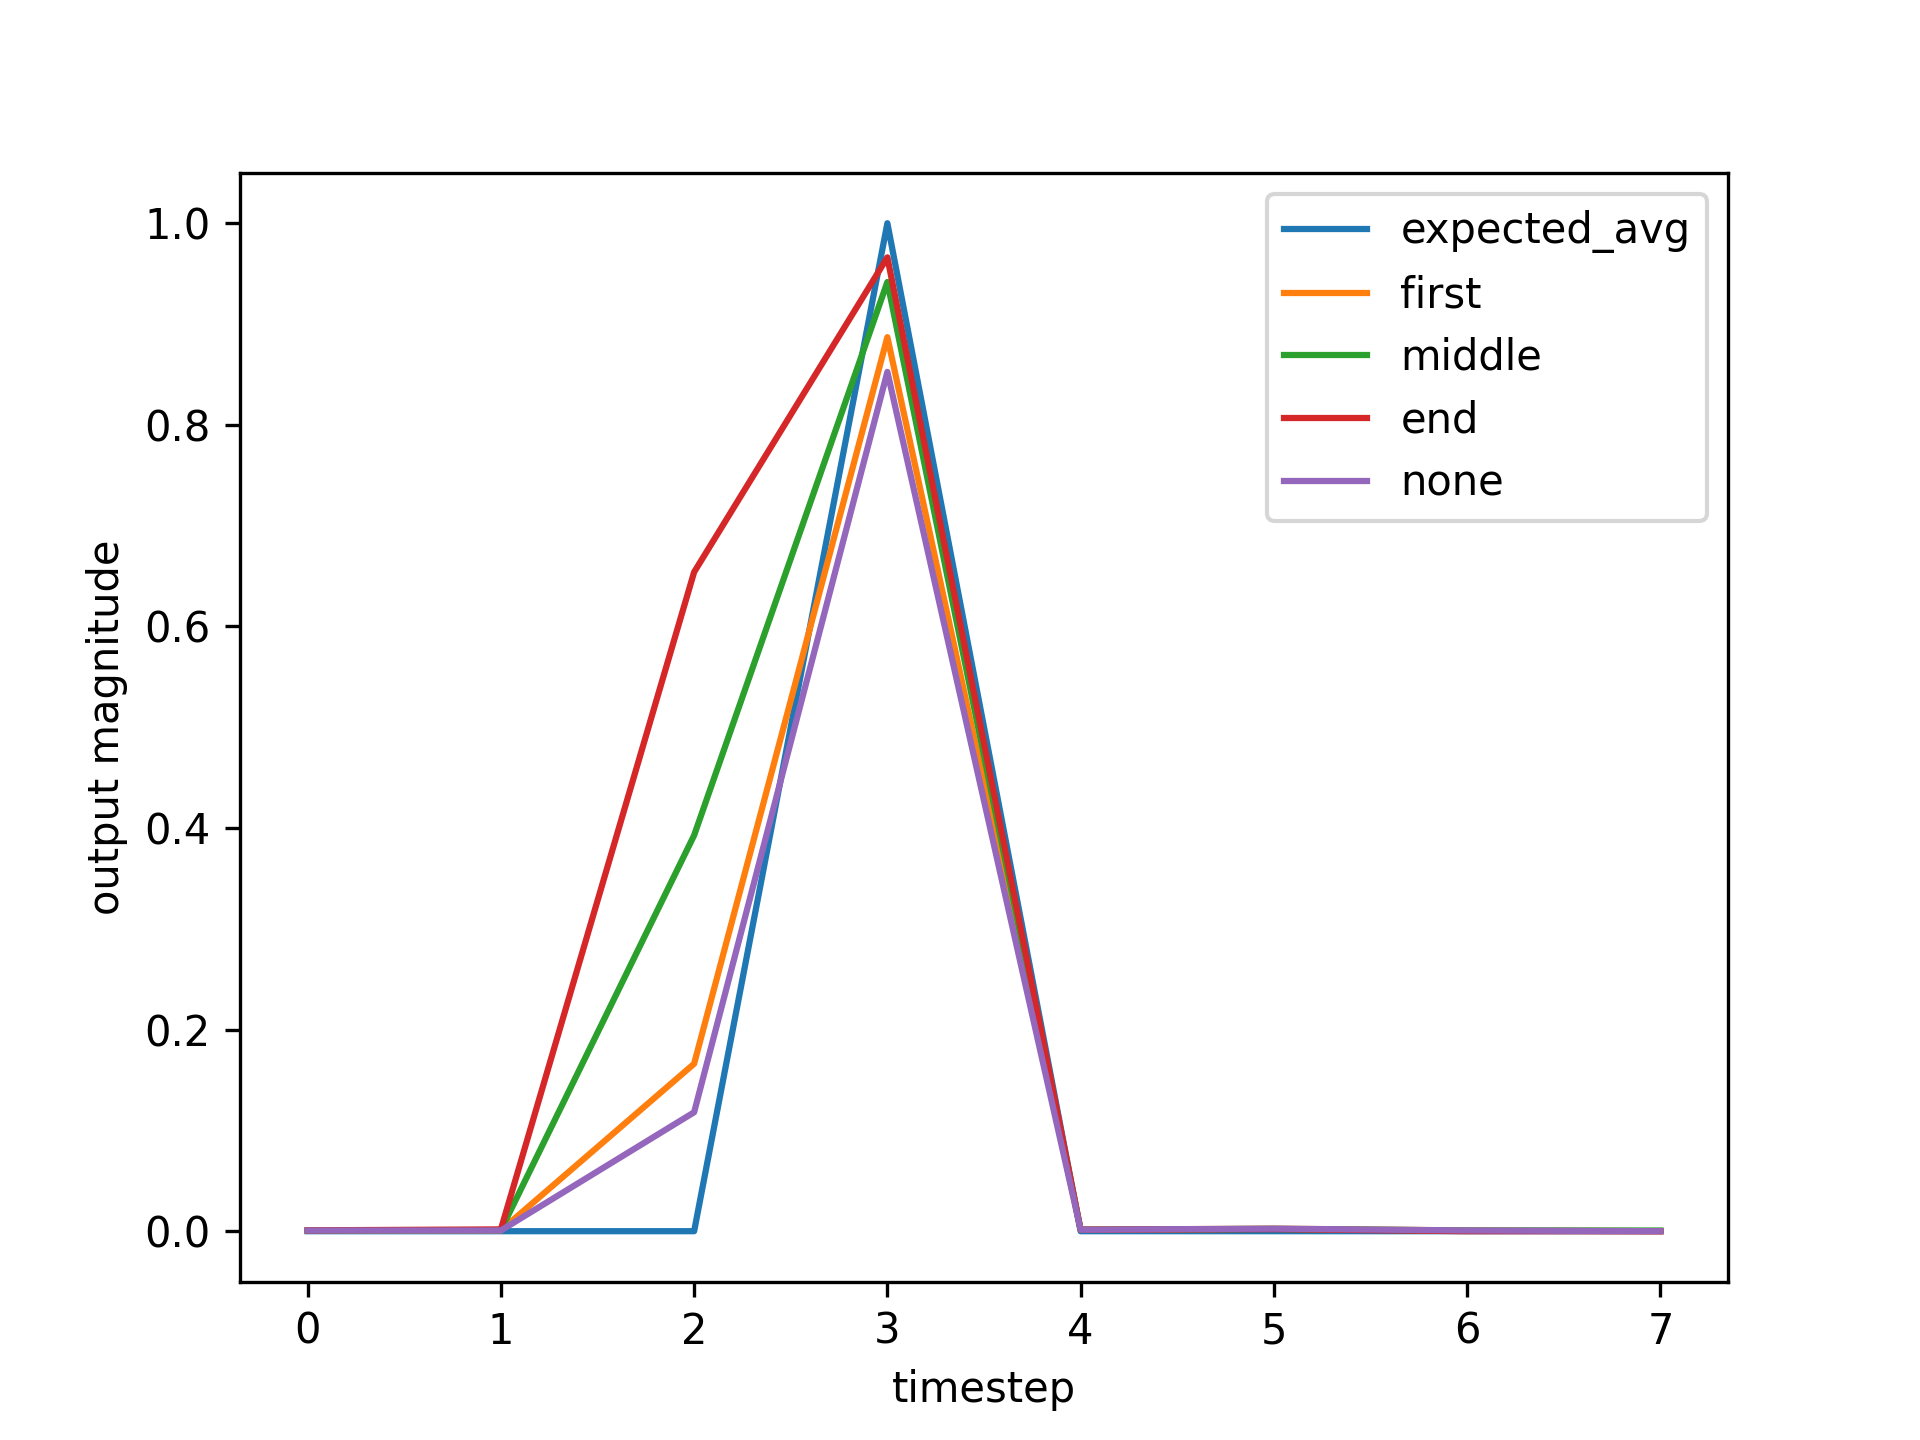 expected_avg
first
middle
end
none
1.0
0.8
0.6
0.4
0.2
0.0
output magnitude
0 1 2 3 4 5 6 7
timestep